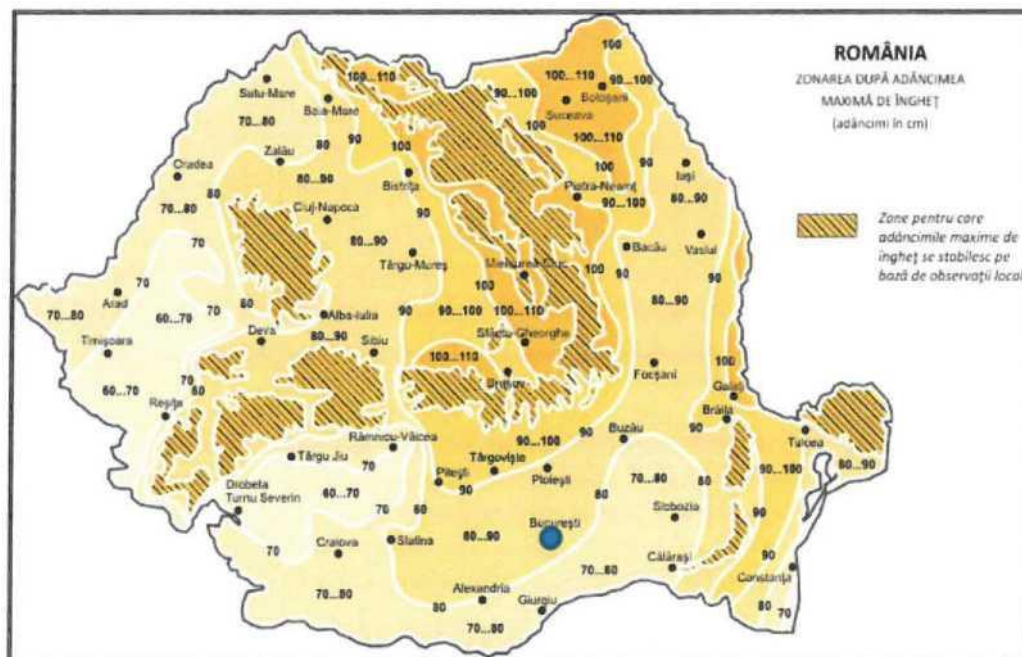 ROMÂNIA
ZONAREA DUPĂ ADÂNCIMEA
MAXIMĂ DE ÎNGHEȚ
(adâncimi în cm)
Zone pentru care
adâncimile maxime de
îngheț se stabilesc pe
bază de observații local
100
100...110
90...100
100...110
90...100
Satu-Mare
Baia-Mare
Botoșani
Suceava
70...80
90
100
100
100...110
80
Zalău
90
Iași
Oradea
80
80...90
Bistrița
100
Piatra-Neamț
80...90
90...100
70...80
Cluj-Napoca
90
70
80...90
Târgu-Mureș
Bacău
Vaslui
Miercurea-Ciuc
100
90
70
100
80...90
Arad
70...80
60...70
80
Alba-Iulia
90
90...100
100...110
Deva
80...90
Sfântu-Gheorghe
Timișoara
Sibiu
100...110
Focșani
100
60...70
70
80
Brașov
Galați
Reșița
Brăila
90
Râmnicu-Vâlcea
90...100
90
Buzău
Tulcea
Târgu Jiu
70
Târgoviște
90...100
80...90
Pitești
Ploiești
70...80
80
Drobeta
Turnu Severin
60...70
90
80
70
80
Slobozia
90
București
Craiova
Slatina
80...90
70
Călărași
90
70...80
70...80
Constanța
Alexandria
80
Giurgiu
80
70
70...80